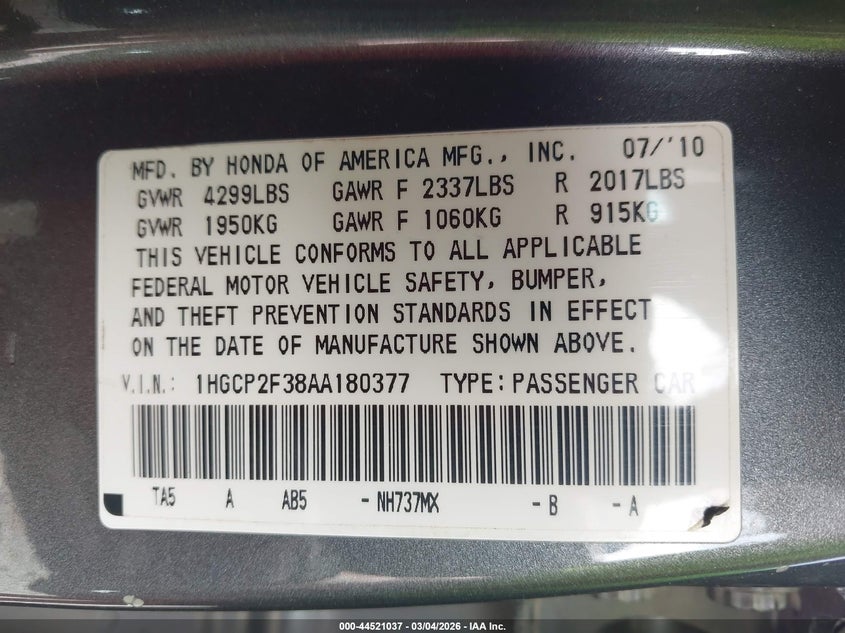 MFD. BY HONDA OF AMERICA MFG., INC. 07/'10
GVWR 4299LBS GAWR F 2337LBS R 2017LBS
GVWR 1950KG GAWR F 1060KG R 915KG
THIS VEHICLE CONFORMS TO ALL APPLICABLE
FEDERAL MOTOR VEHICLE SAFETY, BUMPER,
AND THEFT PREVENTION STANDARDS IN EFFECT
ON THE DATE OF MANUFACTURE SHOWN ABOVE.
V.I.N.: 1HGCP2F38AA180377 TYPE: PASSENGER CAR
TA5 A AB5 - NH737MX - B - A
000-44521037 - 03/04/2026 - IAA Inc.